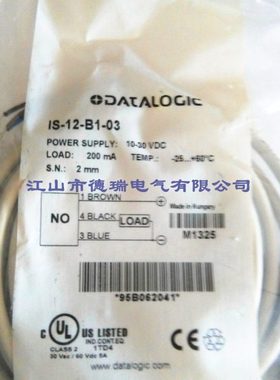 DATALOGIC
IS-12-B1-03
POWER SUPPLY: 10-30 VDC
LOAD: 200 mA TEMP.: -25...+60°C
S.N.: 2 mm
江山市德瑞电气有限公司
1 BROWN
NO
4 BLACK LOAD
3 BLUE
Made in Hungary
M1325
*95B062041*
C UL US LISTED
IND.CONT.EQ.
1TD4
CE
CLASS 2
30 Vac / 60 Vdc 5A
www.datalogic.com